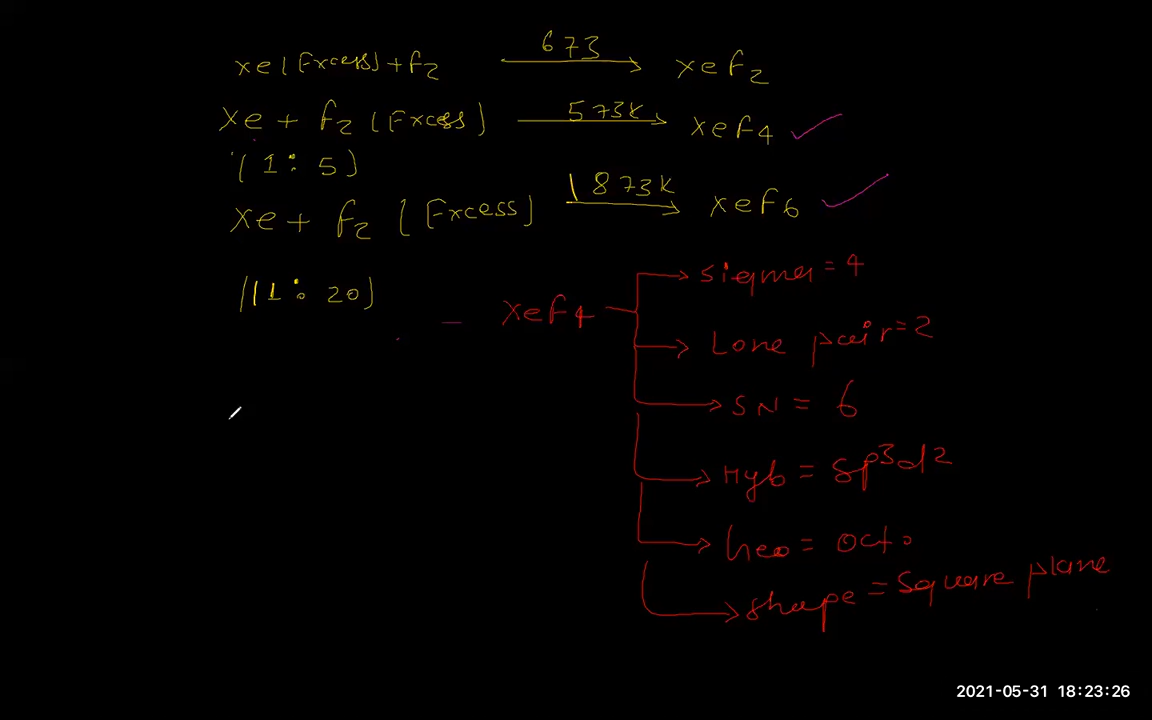 xe(Excess)+f2 673 xef2
xe + f2 (Excess) 573K xef4 ✓
(1:5)
xe + f2 (Excess) 873K xef6 ✓
(1:20)
xef4
sigma=4
Lone pair=2
SN = 6
Hyb = sp3d2
heo = octo
shape = square plane
2021-05-31 18:23:26